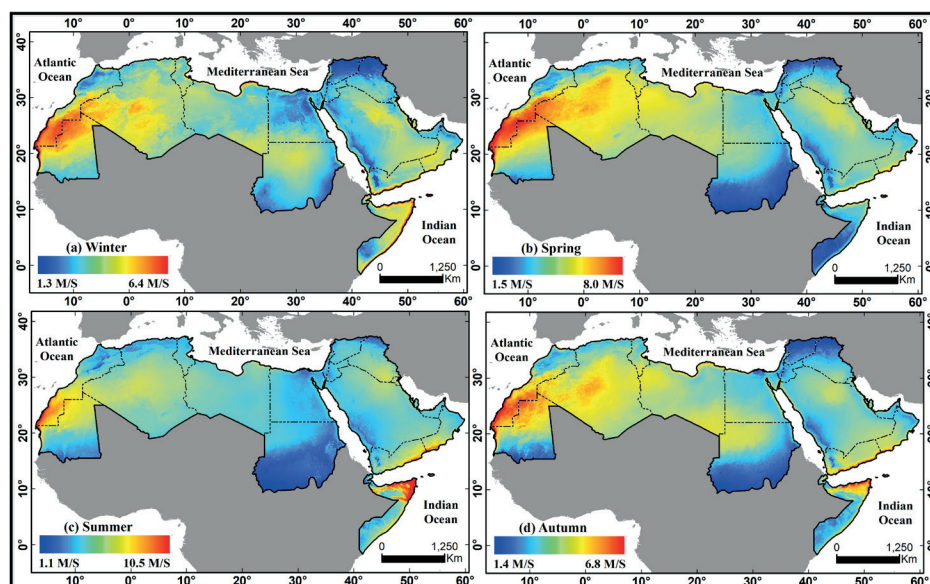 10° 0° 10° 20° 30° 40° 50° 60°
10° 0° 10° 20° 30° 40° 50° 60°
40°
30°
20°
10°
0°
Atlantic
Ocean
Mediterranean Sea
Indian
Ocean
(a) Winter
1.3 M/S 6.4 M/S
0 1,250
Km
Atlantic
Ocean
Mediterranean Sea
Indian
Ocean
(b) Spring
1.5 M/S 8.0 M/S
0 1,250
Km
40°
20°
0°
10° 0° 10° 20° 30° 40° 50° 60°
10° 0° 10° 20° 30° 40° 50° 60°
40°
30°
20°
10°
0°
Atlantic
Ocean
Mediterranean Sea
Indian
Ocean
(c) Summer
1.1 M/S 10.5 M/S
0 1,250
Km
Atlantic
Ocean
Mediterranean Sea
Indian
Ocean
(d) Autumn
1.4 M/S 6.8 M/S
0 1,250
Km
40°
20°
0°
10° 0° 10° 20° 30° 40° 50° 60°
10° 0° 10° 20° 30° 40° 50° 60°